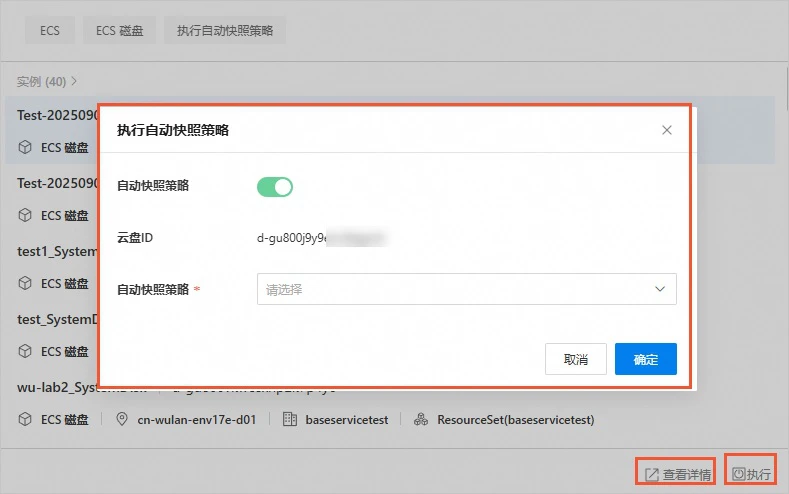 ECS ECS 磁盘 执行自动快照策略
实例 (40)
Test-2025090
ECS 磁盘
Test-2025090
ECS 磁盘
test1_System
ECS 磁盘
test_SystemD
ECS 磁盘
wu-lab2_SystemDisk
ECS 磁盘 cn-wulan-env17e-d01 baseservicetest ResourceSet(baseservicetest)
执行自动快照策略
自动快照策略
云盘ID d-gu800j9y9
自动快照策略 * 请选择
取消 确定
查看详情 执行